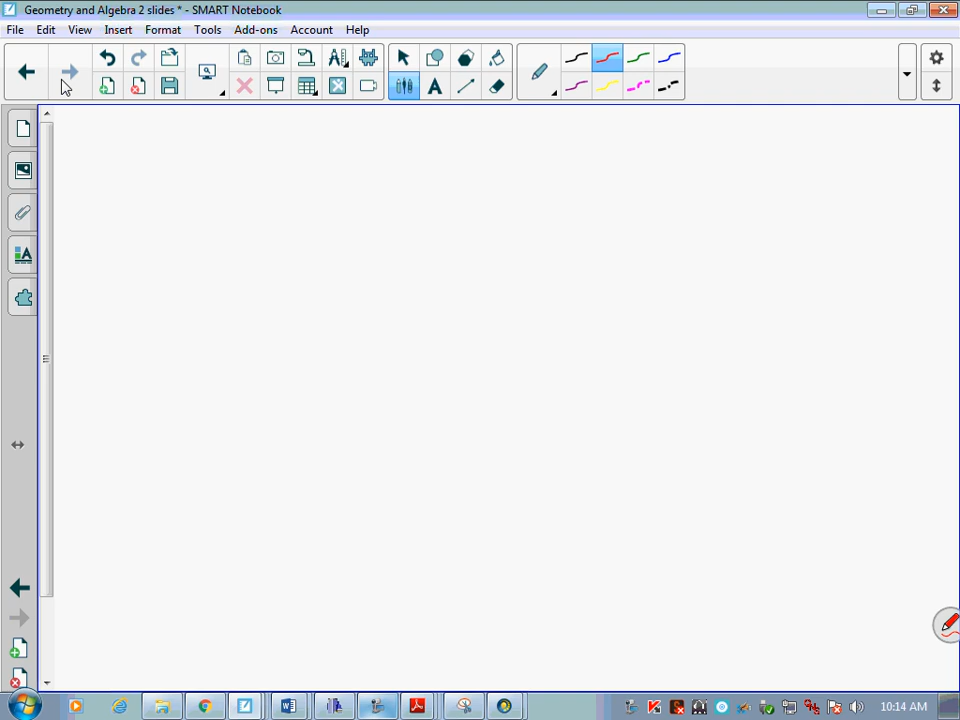 Geometry and Algebra 2 slides * - SMART Notebook
File Edit View Insert Format Tools Add-ons Account Help
10:14 AM